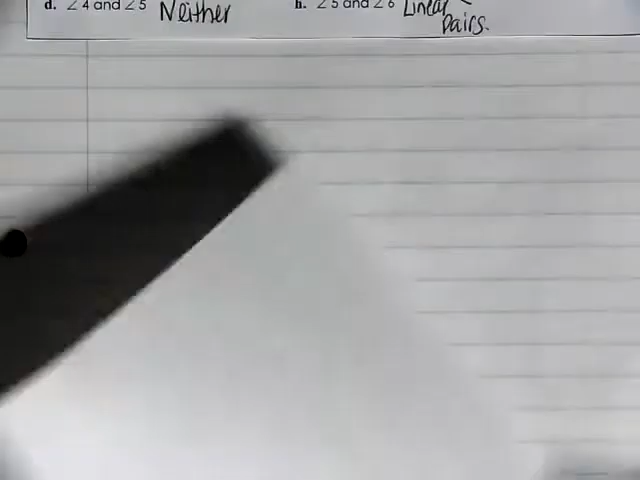 d. ∠4 and ∠5 Neither
h. ∠5 and ∠6 Linear
pairs.